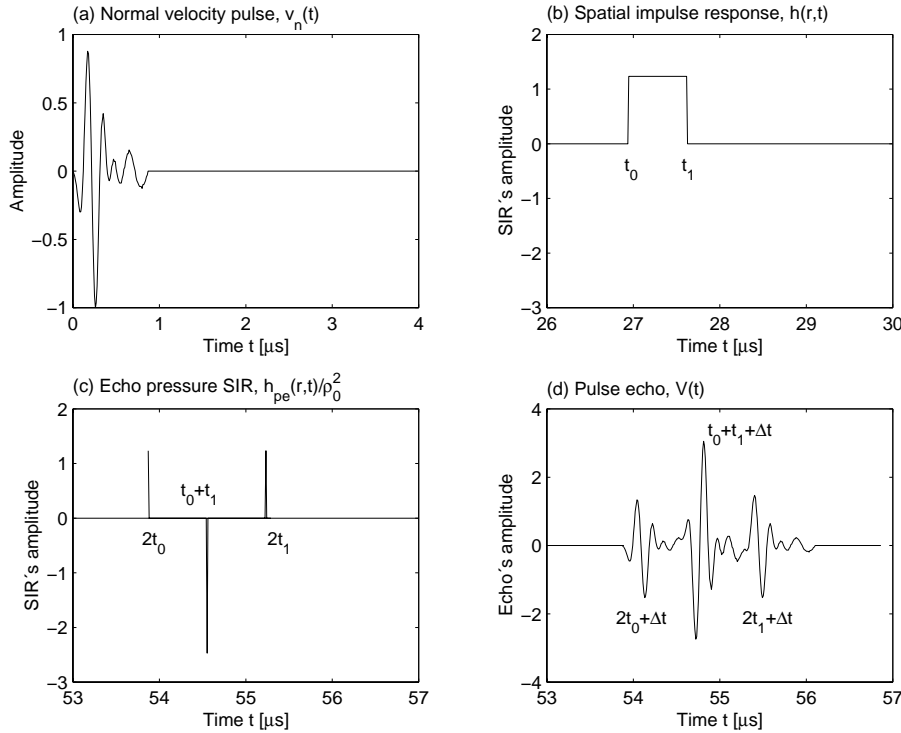 (a) Normal velocity pulse, v_n(t)
Amplitude
1
0.5
0
−0.5
−1
0 1 2 3 4
Time t [μs]
(b) Spatial impulse response, h(r,t)
SIR´s amplitude
2
1
0
−1
−2
−3
t_0 t_1
26 27 28 29 30
Time t [μs]
(c) Echo pressure SIR, h_pe(r,t)/ρ_0^2
SIR´s amplitude
2
1
0
−1
−2
−3
t_0+t_1
2t_0 2t_1
53 54 55 56 57
Time t [μs]
(d) Pulse echo, V(t)
Echo´s amplitude
4
2
0
−2
−4
t_0+t_1+Δt
2t_0+Δt 2t_1+Δt
53 54 55 56 57
Time t [μs]